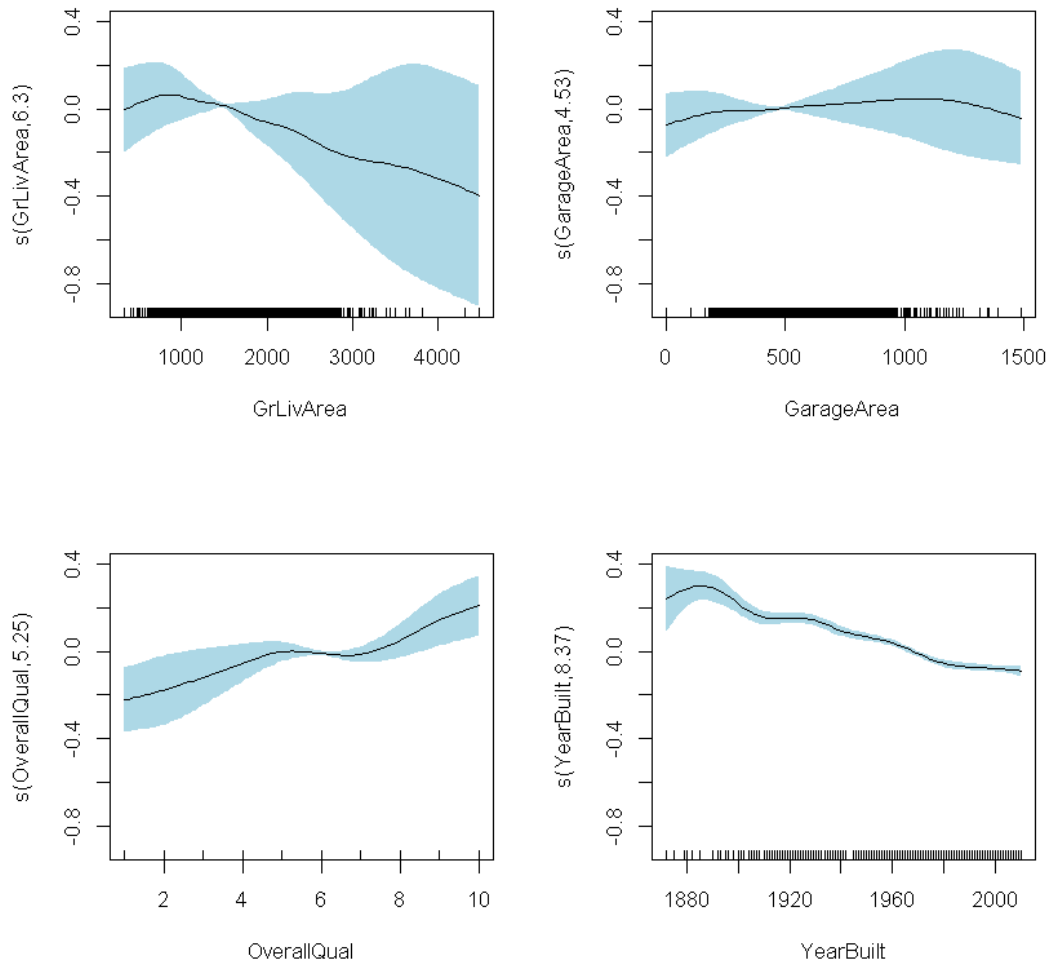 s(GrLivArea,6.3)
0.4
0.0
-0.4
-0.8
1000 2000 3000 4000
GrLivArea
s(GarageArea,4.53)
0.4
0.0
-0.4
-0.8
0 500 1000 1500
GarageArea
s(OverallQual,5.25)
0.4
0.0
-0.4
-0.8
2 4 6 8 10
OverallQual
s(YearBuilt,8.37)
0.4
0.0
-0.4
-0.8
1880 1920 1960 2000
YearBuilt